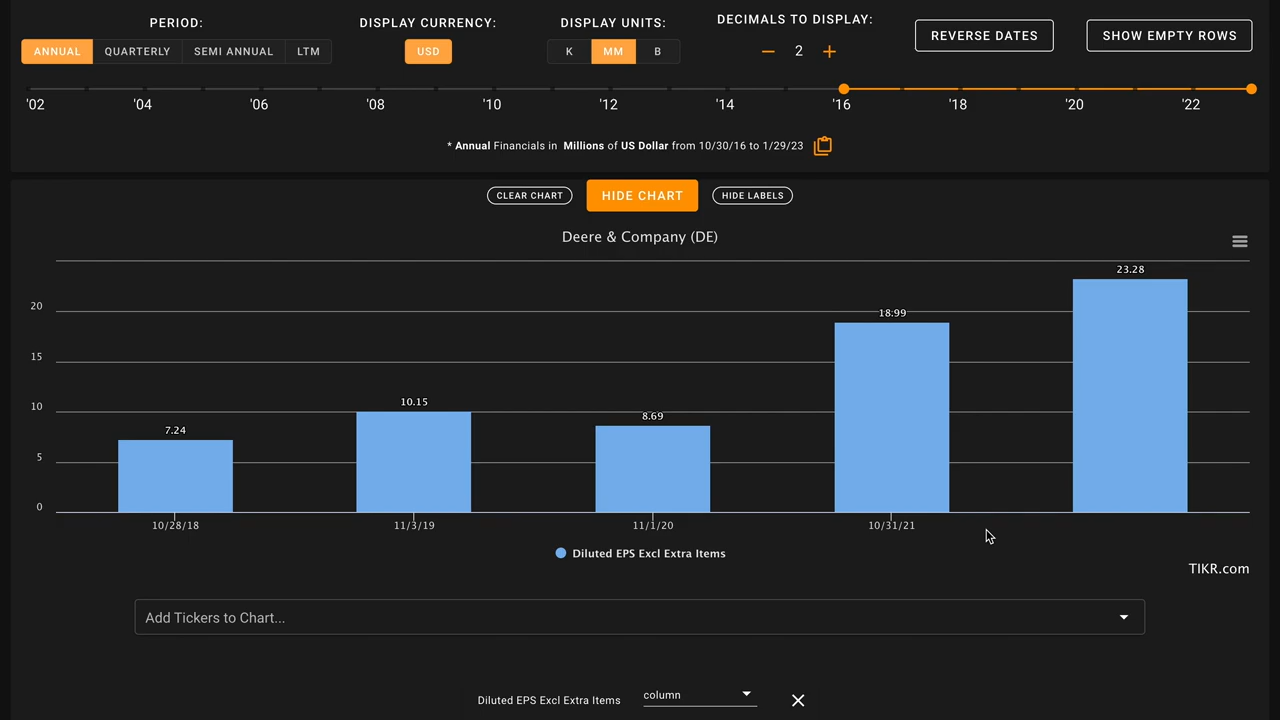 PERIOD:
DISPLAY CURRENCY:
DISPLAY UNITS:
DECIMALS TO DISPLAY:
ANNUAL QUARTERLY SEMI ANNUAL LTM
USD
K MM B
2
REVERSE DATES
SHOW EMPTY ROWS
'02 '04 '06 '08 '10 '12 '14 '16 '18 '20 '22
* Annual Financials in Millions of US Dollar from 10/30/16 to 1/29/23
CLEAR CHART HIDE CHART HIDE LABELS
Deere & Company (DE)
20
15
10
5
0
7.24
10.15
8.69
18.99
23.28
10/28/18 11/3/19 11/1/20 10/31/21
Diluted EPS Excl Extra Items
TIKR.com
Add Tickers to Chart...
Diluted EPS Excl Extra Items column